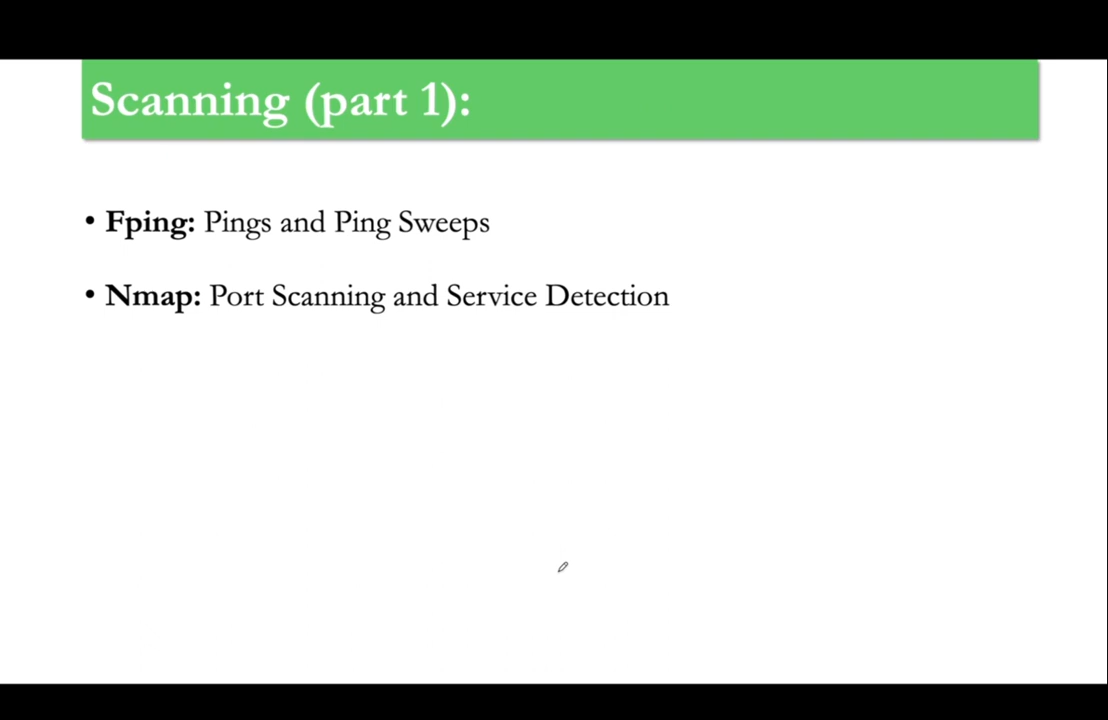 Scanning (part 1):
• Fping: Pings and Ping Sweeps
• Nmap: Port Scanning and Service Detection